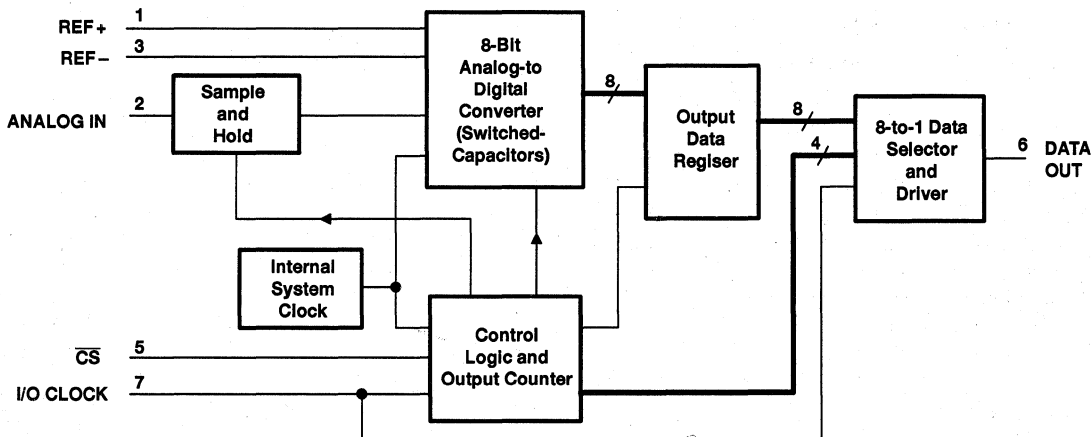 REF+ 1
REF− 3
ANALOG IN 2
Sample
and
Hold
8-Bit
Analog-to
Digital
Converter
(Switched-
Capacitors)
8
Output
Data
Regiser
8
4
8-to-1 Data
Selector
and
Driver
6 DATA
OUT
Internal
System
Clock
Control
Logic and
Output Counter
C̅S̅ 5
I/O CLOCK 7